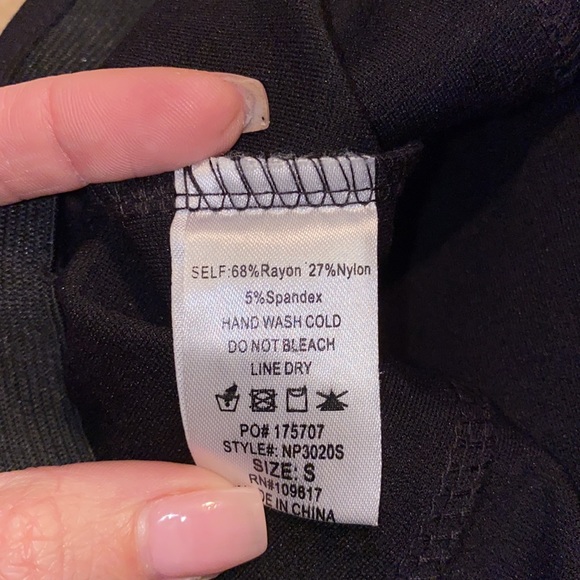 SELF:68%Rayon 27%Nylon
5%Spandex
HAND WASH COLD
DO NOT BLEACH
LINE DRY
PO# 175707
STYLE#: NP3020S
SIZE: S
RN#109617
IN CHINA